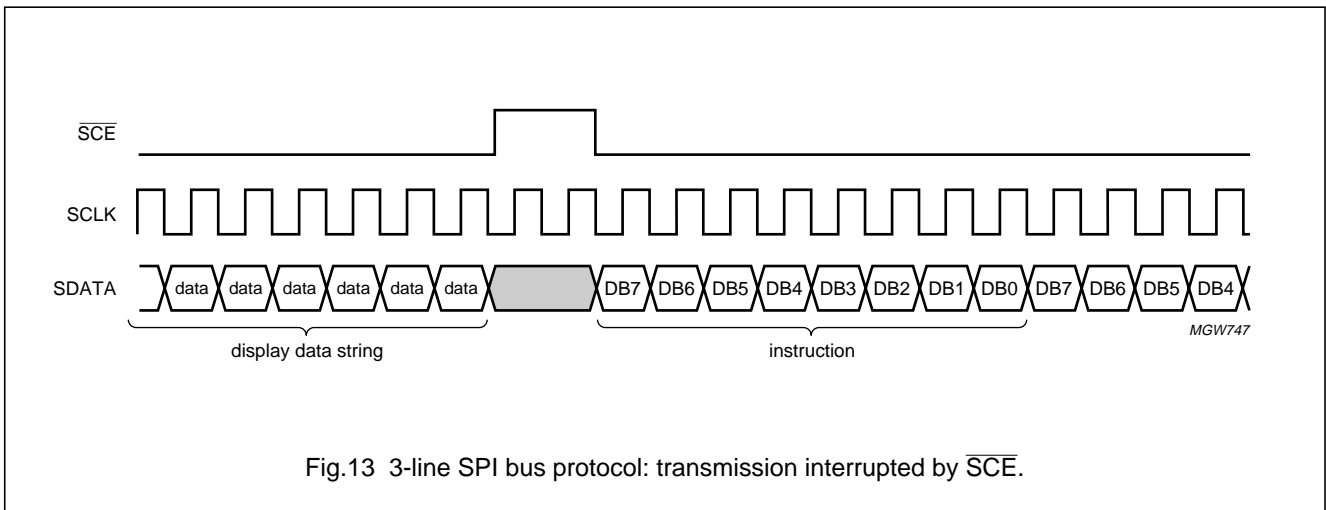 SCE
SCLK
SDATA data data data data data data DB7 DB6 DB5 DB4 DB3 DB2 DB1 DB0 DB7 DB6 DB5 DB4
MGW747
display data string instruction
Fig.13 3-line SPI bus protocol: transmission interrupted by SCE.